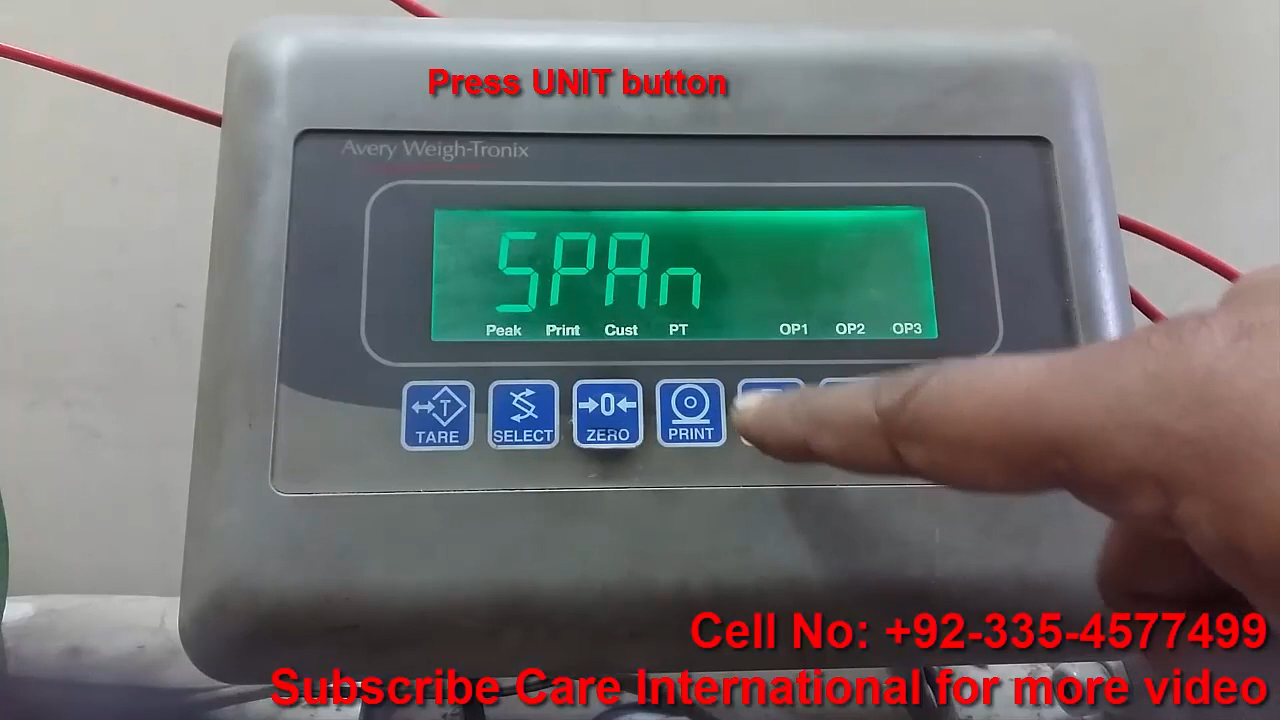 Press UNIT button
Avery Weigh-Tronix
SPAn
Peak Print Cust PT OP1 OP2 OP3
TARE SELECT ZERO PRINT
Cell No: +92-335-4577499
Subscribe Care International for more video